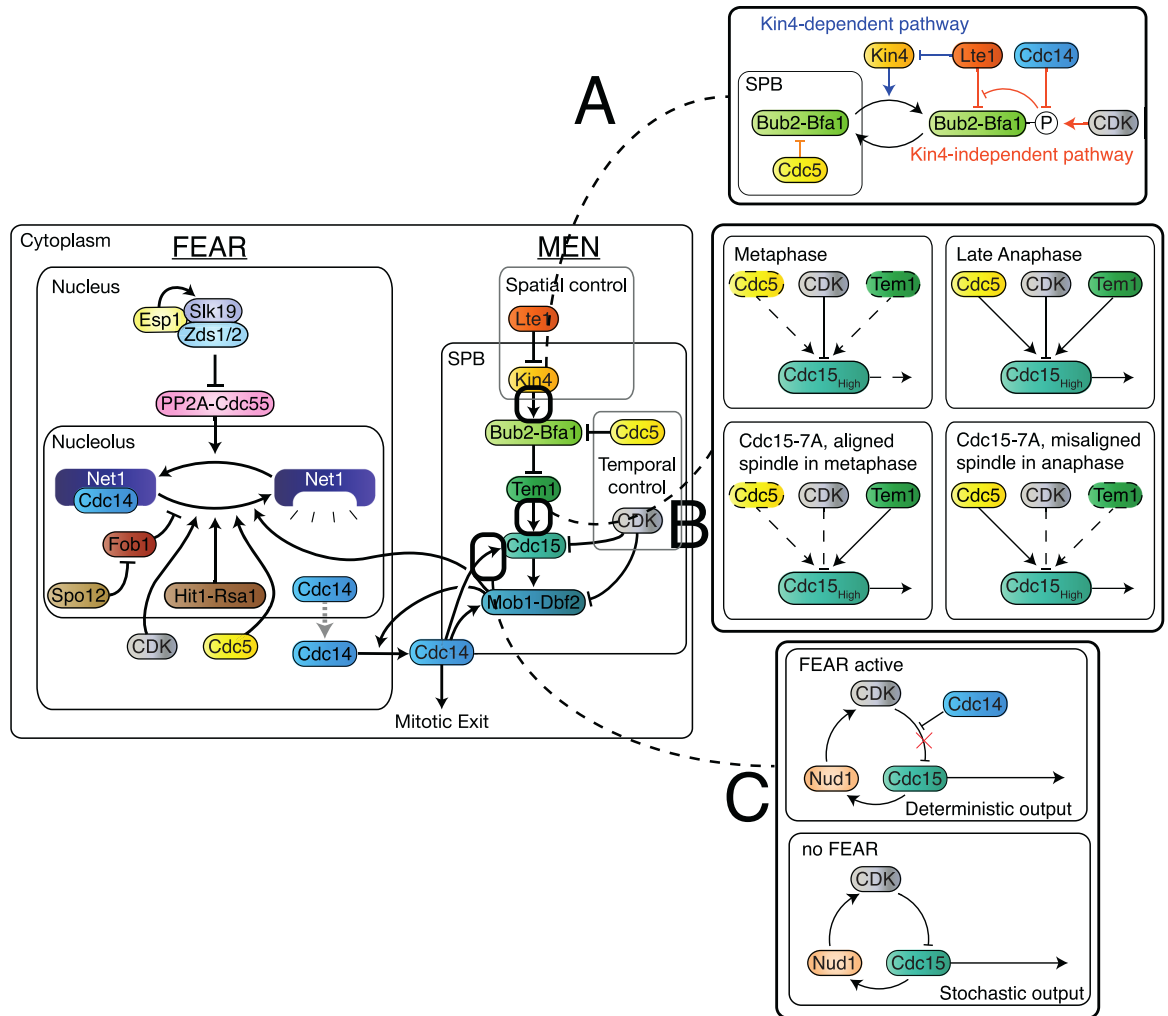 A
Kin4-dependent pathway
Kin4
Lte1
Cdc14
SPB
Bub2-Bfa1
Bub2-Bfa1
P
CDK
Cdc5
Kin4-independent pathway
Cytoplasm
FEAR
MEN
Nucleus
Esp1
Slk19
Zds1/2
PP2A-Cdc55
Nucleolus
Net1
Cdc14
Net1
Fob1
Spo12
Hit1-Rsa1
Cdc14
CDK
Cdc5
Cdc14
Cdc14
Mitotic Exit
Spatial control
Lte1
SPB
Kin4
Bub2-Bfa1
Cdc5
Temporal
control
Tem1
CDK
Cdc15
Mob1-Dbf2
B
Metaphase
Cdc5
CDK
Tem1
Cdc15High
Late Anaphase
Cdc5
CDK
Tem1
Cdc15High
Cdc15-7A, aligned
spindle in metaphase
Cdc5
CDK
Tem1
Cdc15High
Cdc15-7A, misaligned
spindle in anaphase
Cdc5
CDK
Tem1
Cdc15High
C
FEAR active
CDK
Cdc14
Nud1
Cdc15
Deterministic output
no FEAR
CDK
Nud1
Cdc15
Stochastic output